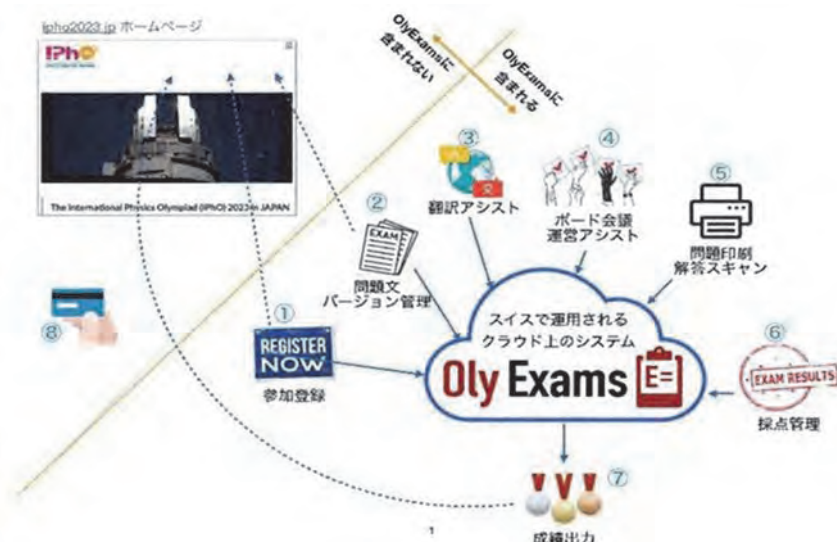 ipho2023.jp ホームページ
IPhO
The International Physics Olympiad (IPhO) 2023 in JAPAN
OlyExamsに
含まれない
OlyExamsに
含まれる
③
翻訳アシスト
④
ボード会議
運営アシスト
⑤
問題印刷
解答スキャン
②
EXAM
問題文
バージョン管理
①
REGISTER
NOW
参加登録
⑧
スイスで運用される
クラウド上のシステム
Oly Exams E=
⑥
EXAM RESULTS
採点管理
⑦
成績出力
1